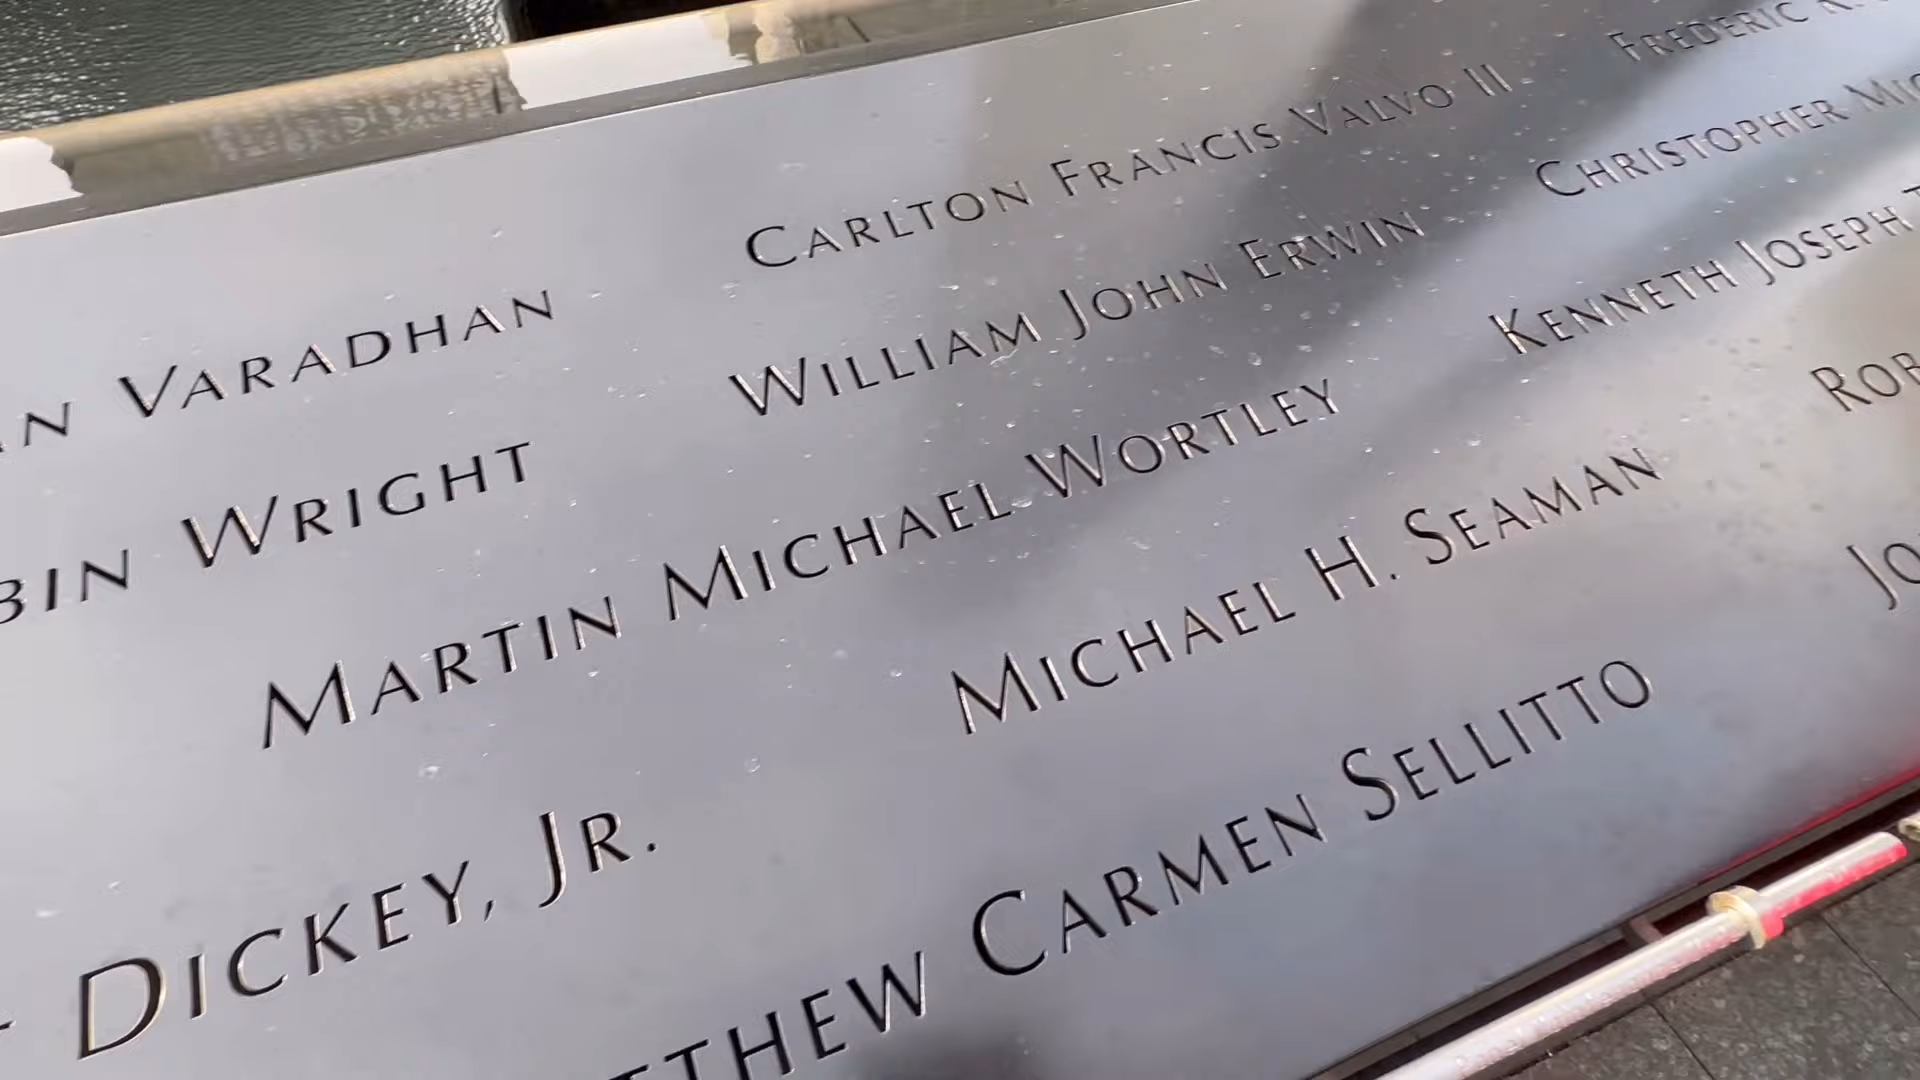 VARADHAN CARLTON FRANCIS VALVO II FREDERIC
WRIGHT WILLIAM JOHN ERWIN CHRISTOPHER
MARTIN MICHAEL WORTLEY KENNETH JOSEPH
DICKEY, JR. MICHAEL H. SEAMAN
CARMEN SELLITTO